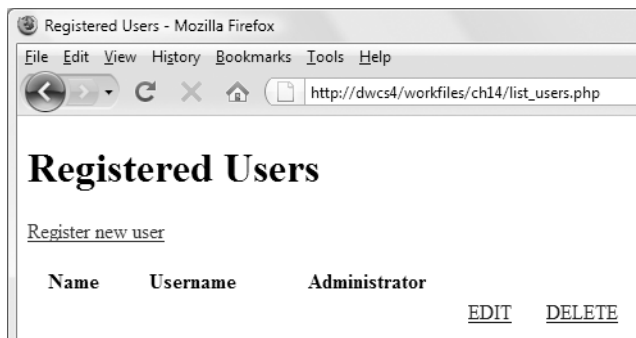 Registered Users - Mozilla Firefox
File Edit View History Bookmarks Tools Help
http://dwcs4/workfiles/ch14/list_users.php
Registered Users
Register new user
Name Username Administrator
EDIT DELETE